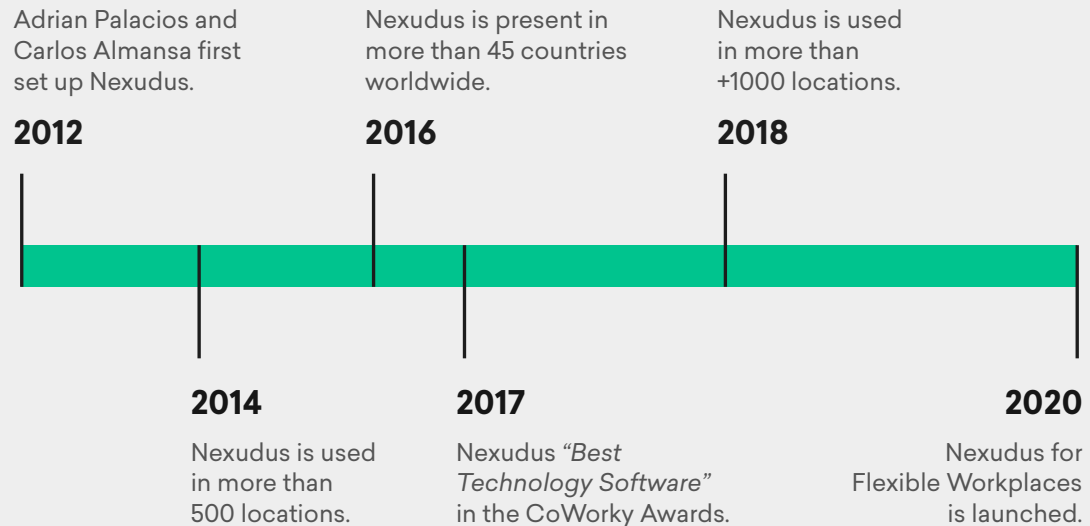 Adrian Palacios and
Carlos Almansa first
set up Nexudus.
2012
Nexudus is present in
more than 45 countries
worldwide.
2016
Nexudus is used
in more than
+1000 locations.
2018
2014
Nexudus is used
in more than
500 locations.
2017
Nexudus “Best
Technology Software”
in the CoWorky Awards.
2020
Nexudus for
Flexible Workplaces
is launched.